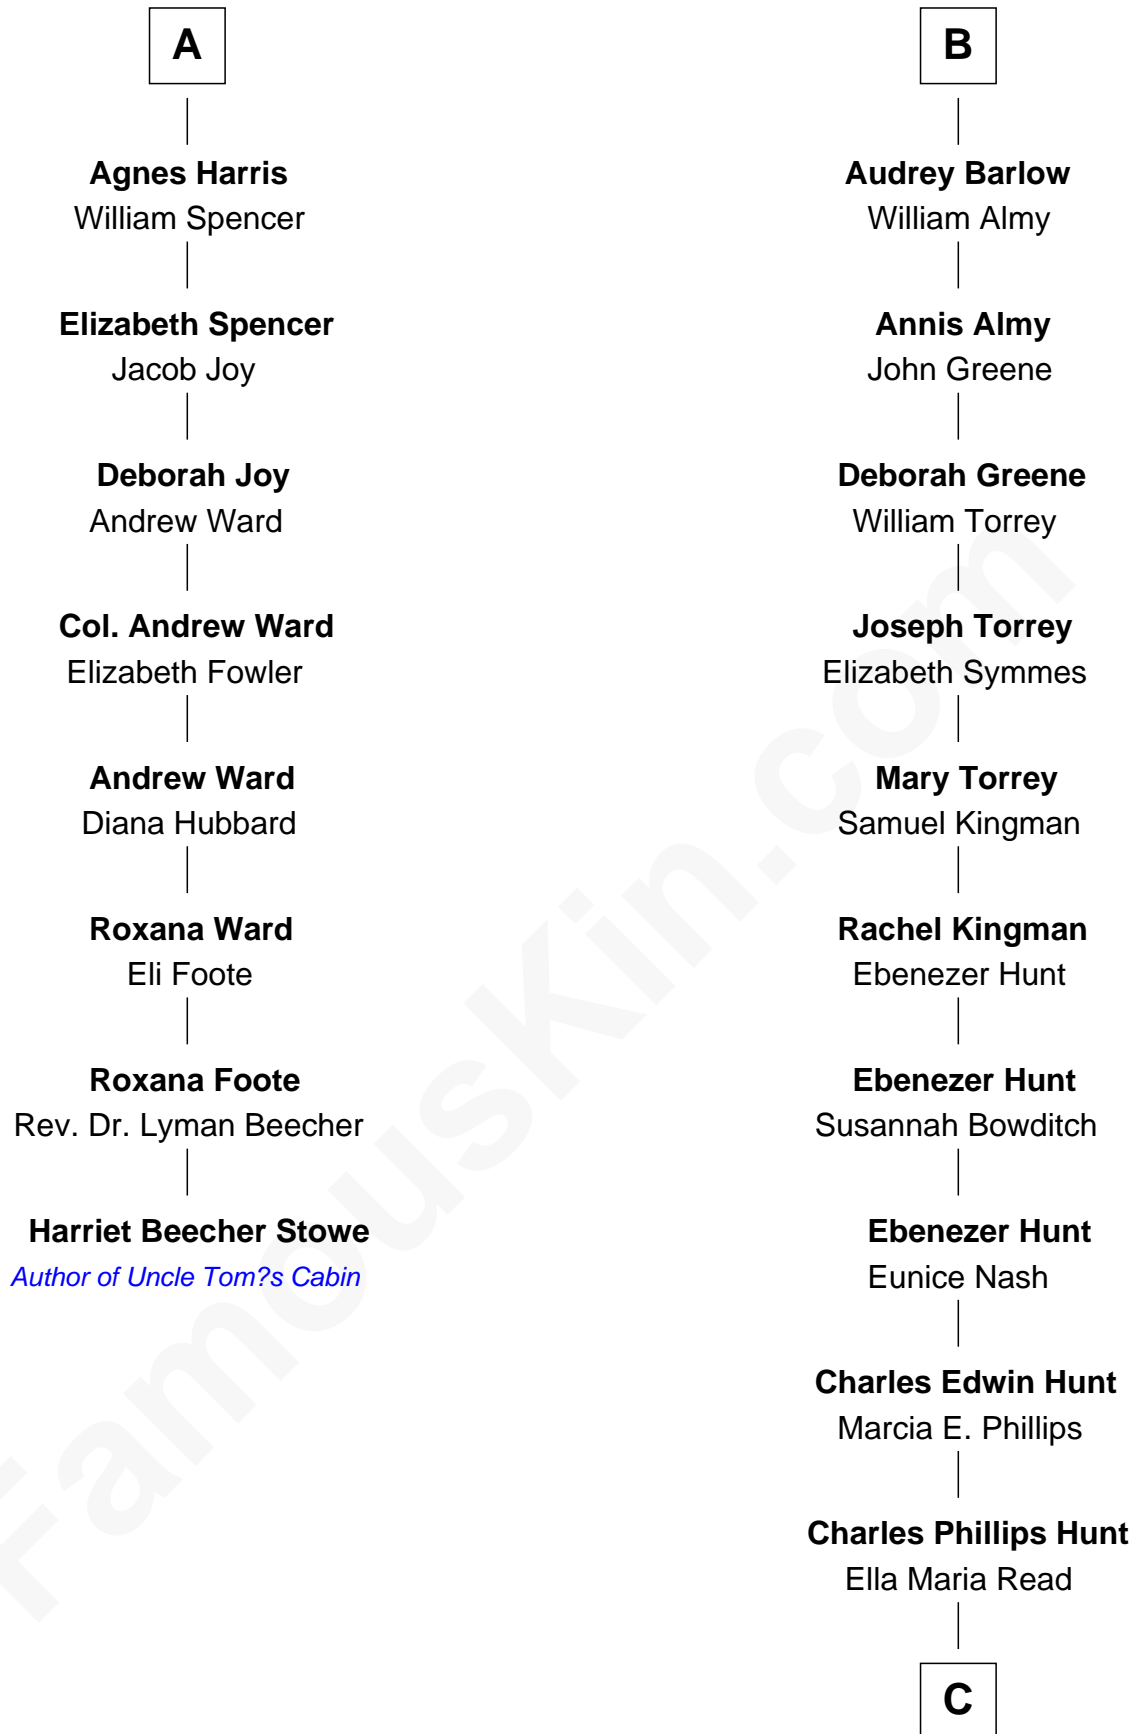 A
Agnes Harris
William Spencer
Elizabeth Spencer
Jacob Joy
Deborah Joy
Andrew Ward
Col. Andrew Ward
Elizabeth Fowler
Andrew Ward
Diana Hubbard
Roxana Ward
Eli Foote
Roxana Foote
Rev. Dr. Lyman Beecher
Harriet Beecher Stowe
Author of Uncle Tom?s Cabin
B
Audrey Barlow
William Almy
Annis Almy
John Greene
Deborah Greene
William Torrey
Joseph Torrey
Elizabeth Symmes
Mary Torrey
Samuel Kingman
Rachel Kingman
Ebenezer Hunt
Ebenezer Hunt
Susannah Bowditch
Ebenezer Hunt
Eunice Nash
Charles Edwin Hunt
Marcia E. Phillips
Charles Phillips Hunt
Ella Maria Read
C
FamousKin.com